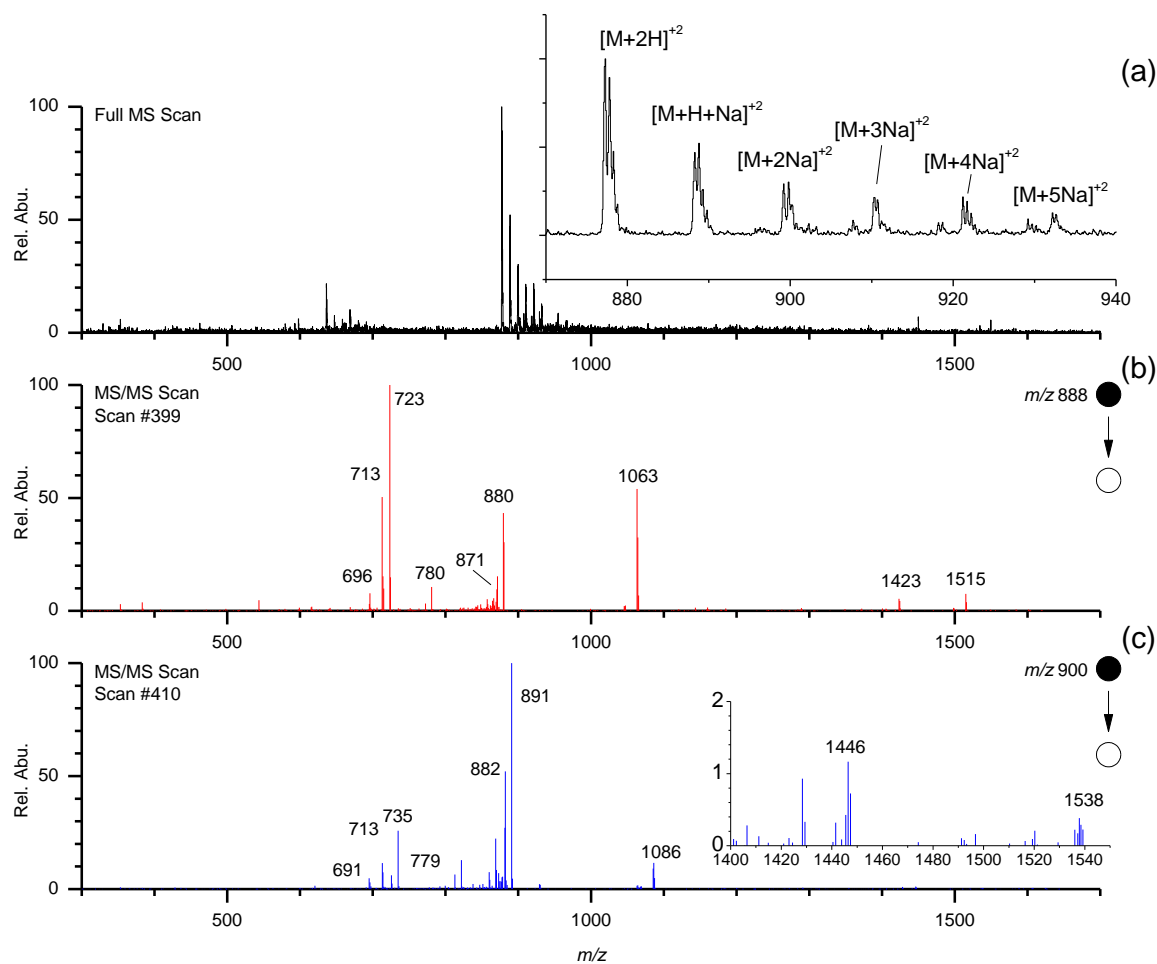 (a)
Full MS Scan
100
50
0
Rel. Abu.
500
1000
1500
[M+2H]+2
[M+H+Na]+2
[M+2Na]+2
[M+3Na]+2
[M+4Na]+2
[M+5Na]+2
880
900
920
940
(b)
MS/MS Scan
Scan #399
m/z 888
100
50
0
Rel. Abu.
723
713
696
780
871
880
1063
1423
1515
500
1000
1500
(c)
MS/MS Scan
Scan #410
m/z 900
100
50
0
Rel. Abu.
891
882
735
713
691
779
1086
2
1
0
1446
1538
1400
1420
1440
1460
1480
1500
1520
1540
500
1000
1500
m/z